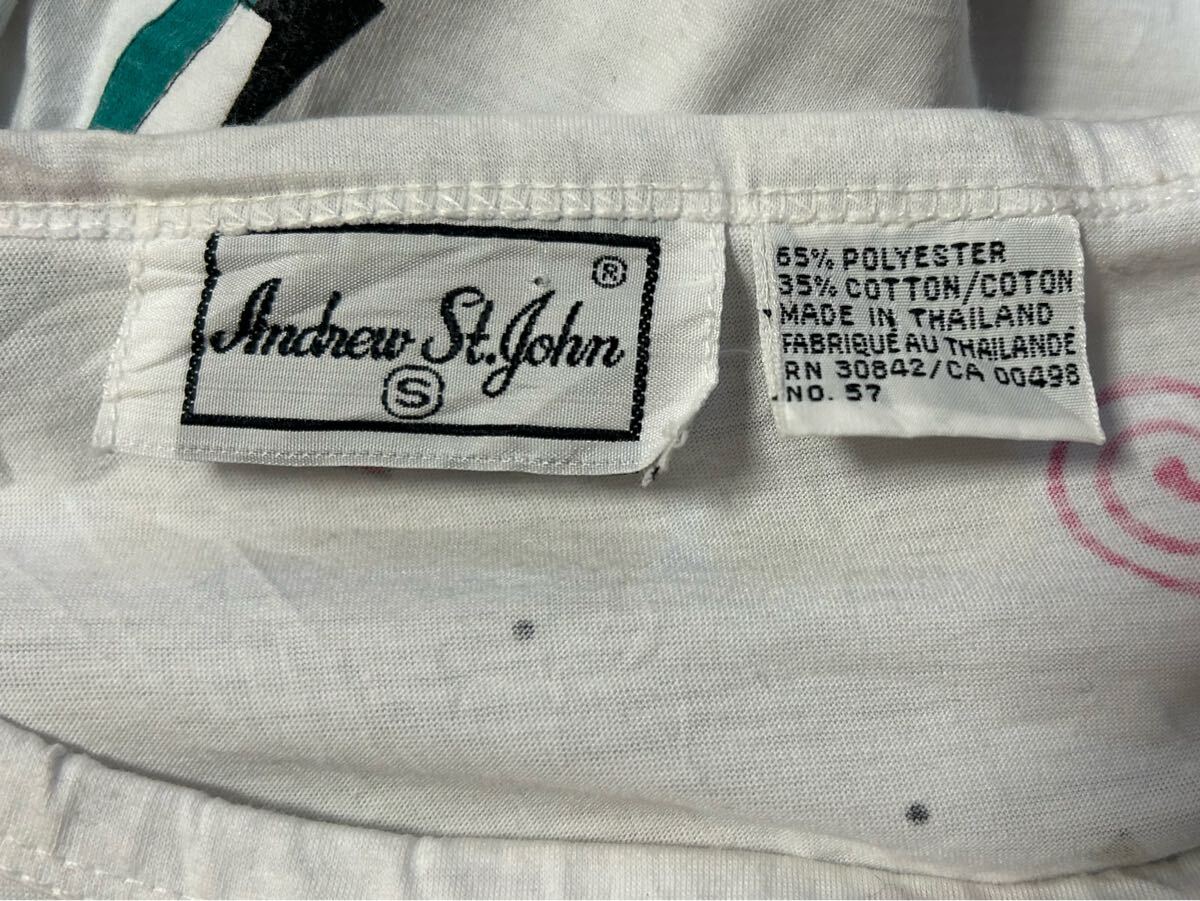 ®
Andrew St. John
S
65% POLYESTER
35% COTTON/COTON
MADE IN THAILAND
FABRIQUÉ AU THAILANDE
RN 30842/CA 00498
NO. 57